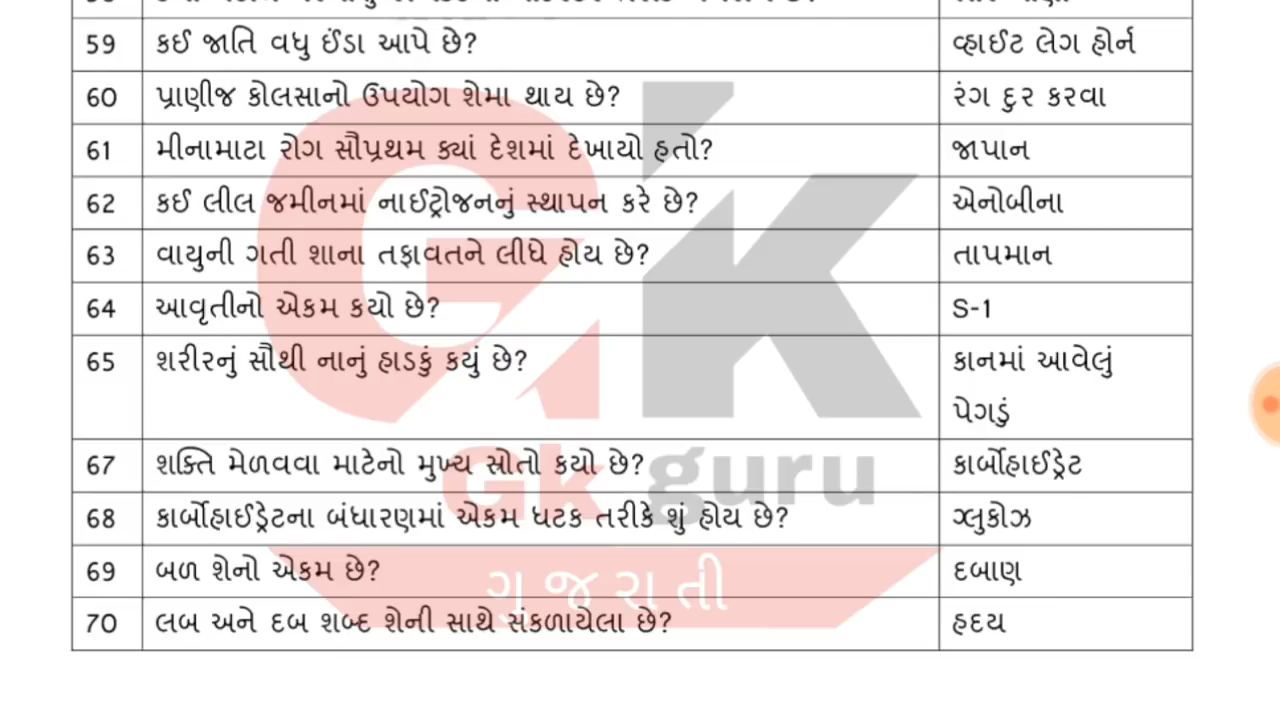 59 કઈ જાતિ વધુ ઈંડા આપે છે? વ્હાઈટ લેગ હોર્ન
60 પ્રાણીજ કોલસાનો ઉપયોગ શેમા થાય છે? રંગ દુર કરવા
61 મીનામાટા રોગ સૌપ્રથમ ક્યાં દેશમાં દેખાયો હતો? જાપાન
62 કઈ લીલ જમીનમાં નાઈટ્રોજનનું સ્થાપન કરે છે? એનોબીના
63 વાયુની ગતી શાના તફાવતને લીધે હોય છે? તાપમાન
64 આવૃતીનો એકમ કયો છે? S-1
65 શરીરનું સૌથી નાનું હાડકું કયું છે? કાનમાં આવેલું
પેગડું
67 શક્તિ મેળવવા માટેનો મુખ્ય સ્રોતો કયો છે? કાર્બોહાઈડ્રેટ
68 કાર્બોહાઈડ્રેટના બંધારણમાં એકમ ઘટક તરીકે શું હોય છે? ગ્લુકોઝ
69 બળ શેનો એકમ છે? દબાણ
70 લબ અને દબ શબ્દ શેની સાથે સંકળાયેલા છે? હદય
GK
Gk guru
ગુજરાતી